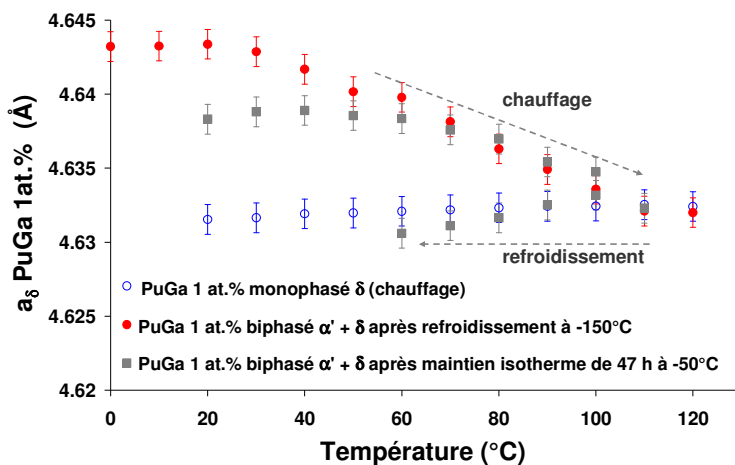 4.645
4.64
4.635
4.63
4.625
4.62
a_δ PuGa 1at.% (Å)
chauffage
refroidissement
PuGa 1 at.% monophasé δ (chauffage)
PuGa 1 at.% biphasé α' + δ après refroidissement à -150°C
PuGa 1 at.% biphasé α' + δ après maintien isotherme de 47 h à -50°C
0 20 40 60 80 100 120
Température (°C)